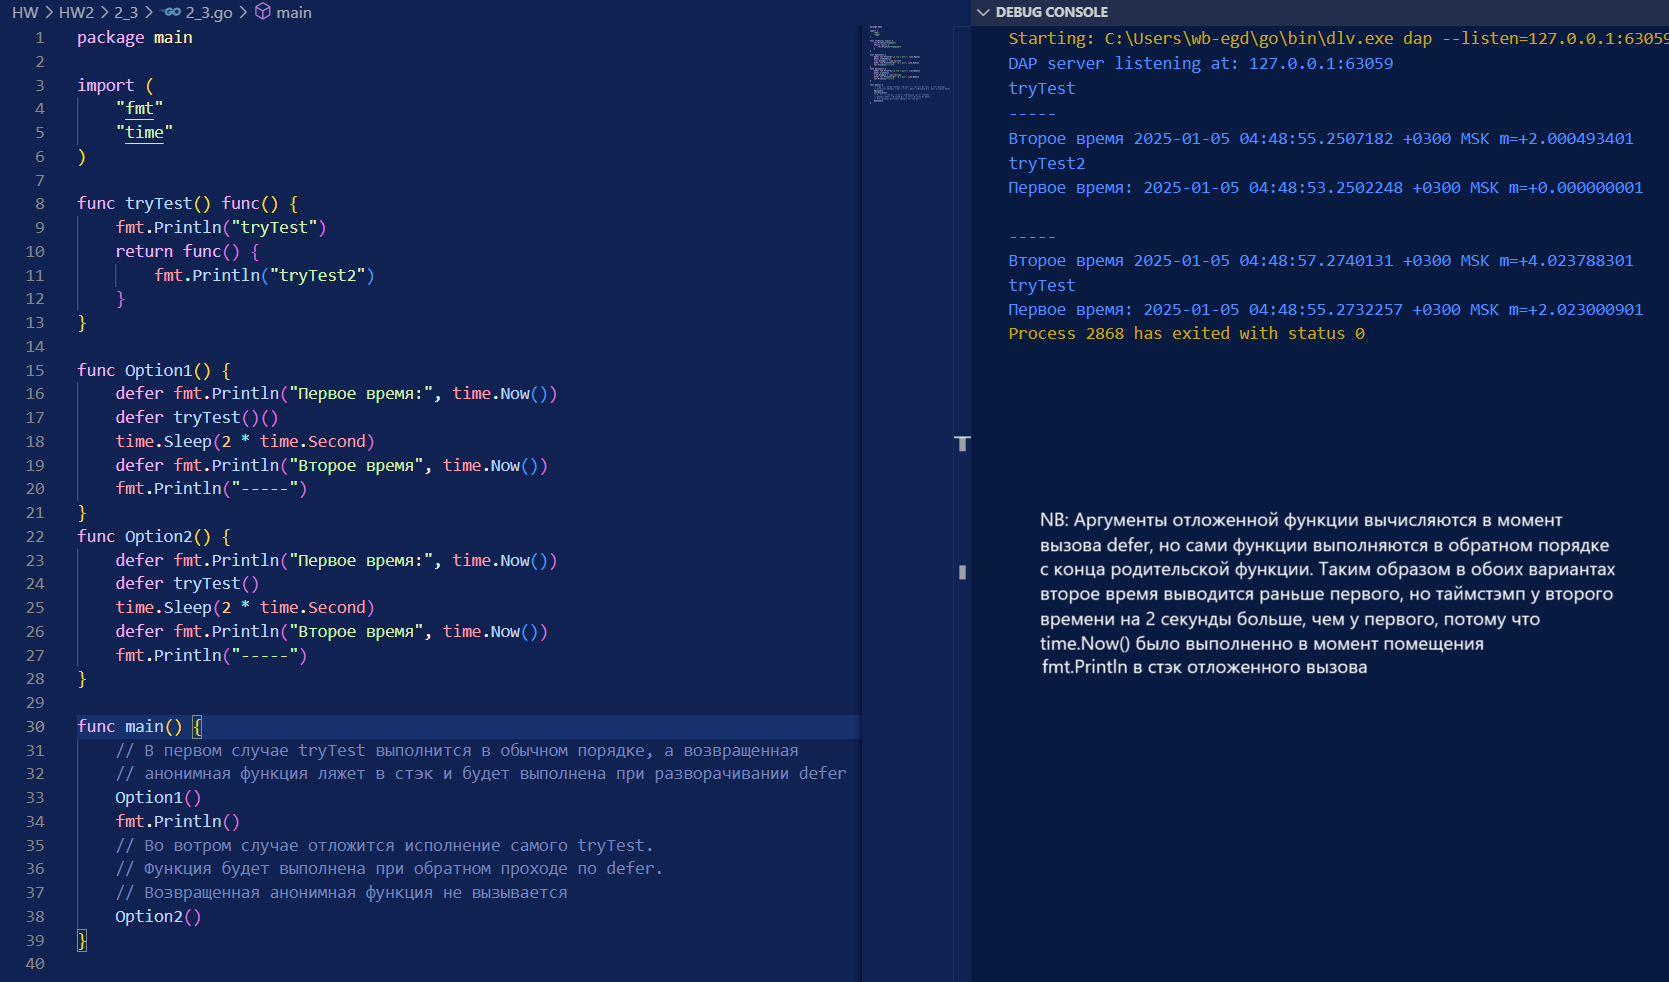 HW > HW2 > 2_3 > GO 2_3.go > main
1 package main
2
3 import (
4 "fmt"
5 "time"
6 )
7
8 func tryTest() func() {
9 fmt.Println("tryTest")
10 return func() {
11 fmt.Println("tryTest2")
12 }
13 }
14
15 func Option1() {
16 defer fmt.Println("Первое время:", time.Now())
17 defer tryTest()()
18 time.Sleep(2 * time.Second)
19 defer fmt.Println("Второе время", time.Now())
20 fmt.Println("-----")
21 }
22 func Option2() {
23 defer fmt.Println("Первое время:", time.Now())
24 defer tryTest()
25 time.Sleep(2 * time.Second)
26 defer fmt.Println("Второе время", time.Now())
27 fmt.Println("-----")
28 }
29
30 func main() {
31 // В первом случае tryTest выполнится в обычном порядке, а возвращенная
32 // анонимная функция ляжет в стэк и будет выполнена при разворачивании defer
33 Option1()
34 fmt.Println()
35 // Во вотром случае отложится исполнение самого tryTest.
36 // Функция будет выполнена при обратном проходе по defer.
37 // Возвращенная анонимная функция не вызывается
38 Option2()
39 }
40
DEBUG CONSOLE
Starting: C:\Users\wb-egd\go\bin\dlv.exe dap --listen=127.0.0.1:63059
DAP server listening at: 127.0.0.1:63059
tryTest
-----
Второе время 2025-01-05 04:48:55.2507182 +0300 MSK m=+2.000493401
tryTest2
Первое время: 2025-01-05 04:48:53.2502248 +0300 MSK m=+0.000000001
-----
Второе время 2025-01-05 04:48:57.2740131 +0300 MSK m=+4.023788301
tryTest
Первое время: 2025-01-05 04:48:55.2732257 +0300 MSK m=+2.023000901
Process 2868 has exited with status 0
NB: Аргументы отложенной функции вычисляются в момент
вызова defer, но сами функции выполняются в обратном порядке
с конца родительской функции. Таким образом в обоих вариантах
второе время выводится раньше первого, но таймстэмп у второго
времени на 2 секунды больше, чем у первого, потому что
time.Now() было выполненно в момент помещения
fmt.Println в стэк отложенного вызова